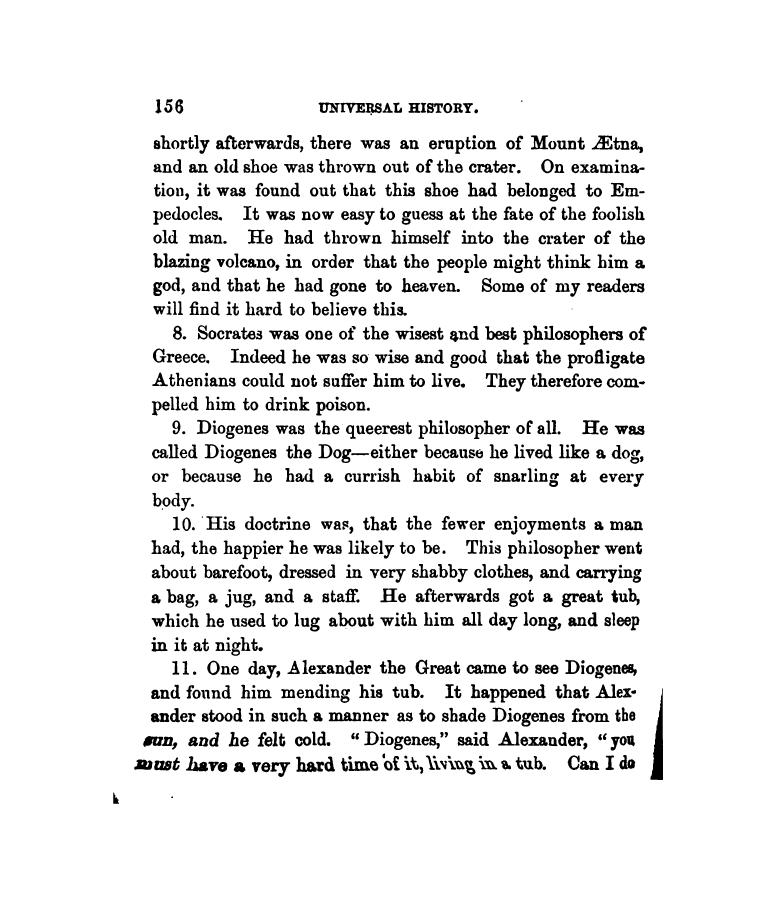 156 UNIVERSAL HISTORY.
shortly afterwards, there was an eruption of Mount Ætna,
and an old shoe was thrown out of the crater. On examina-
tion, it was found out that this shoe had belonged to Em-
pedocles. It was now easy to guess at the fate of the foolish
old man. He had thrown himself into the crater of the
blazing volcano, in order that the people might think him a
god, and that he had gone to heaven. Some of my readers
will find it hard to believe this.
8. Socrates was one of the wisest and best philosophers of
Greece. Indeed he was so wise and good that the profligate
Athenians could not suffer him to live. They therefore com-
pelled him to drink poison.
9. Diogenes was the queerest philosopher of all. He was
called Diogenes the Dog—either because he lived like a dog,
or because he had a currish habit of snarling at every
body.
10. His doctrine was, that the fewer enjoyments a man
had, the happier he was likely to be. This philosopher went
about barefoot, dressed in very shabby clothes, and carrying
a bag, a jug, and a staff. He afterwards got a great tub,
which he used to lug about with him all day long, and sleep
in it at night.
11. One day, Alexander the Great came to see Diogenes,
and found him mending his tub. It happened that Alex-
ander stood in such a manner as to shade Diogenes from the
sun, and he felt cold. "Diogenes," said Alexander, "you
must have a very hard time of it, living in a tub. Can I do